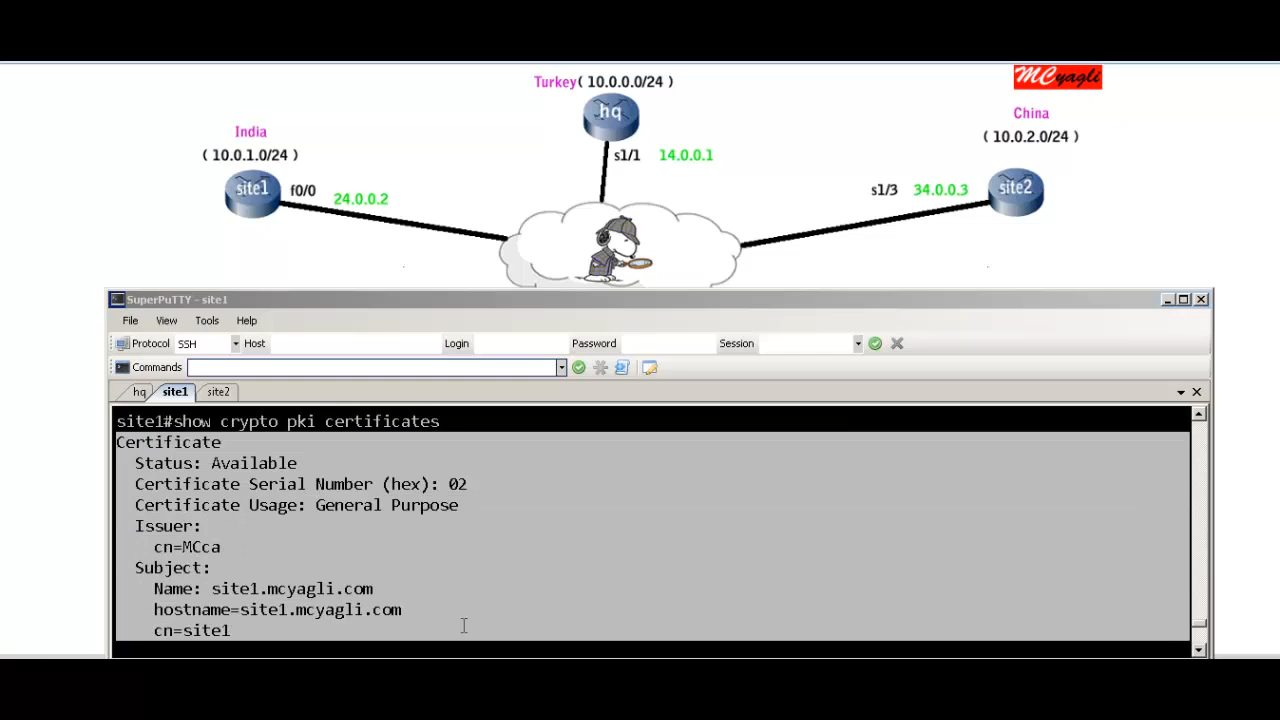 MCyagli
Turkey( 10.0.0.0/24 )
hq
s1/1 14.0.0.1
India
( 10.0.1.0/24 )
site1
f0/0 24.0.0.2
China
(10.0.2.0/24 )
s1/3 34.0.0.3
site2
SuperPuTTY - site1
File View Tools Help
Protocol SSH Host Login Password Session
Commands
hq site1 site2
site1#show crypto pki certificates
Certificate
Status: Available
Certificate Serial Number (hex): 02
Certificate Usage: General Purpose
Issuer:
cn=MCca
Subject:
Name: site1.mcyagli.com
hostname=site1.mcyagli.com
cn=site1